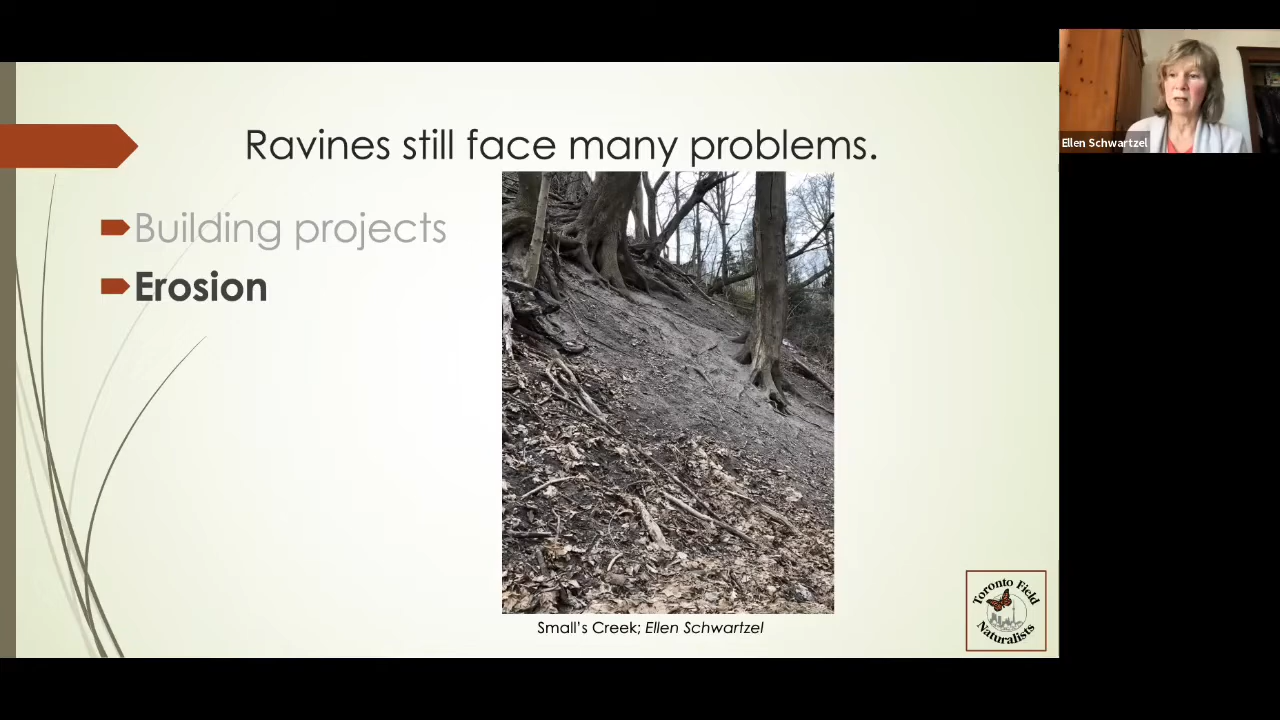 Ravines still face many problems.
Building projects
Erosion
Small's Creek; Ellen Schwartzel
Toronto Field
Naturalists
Ellen Schwartzel